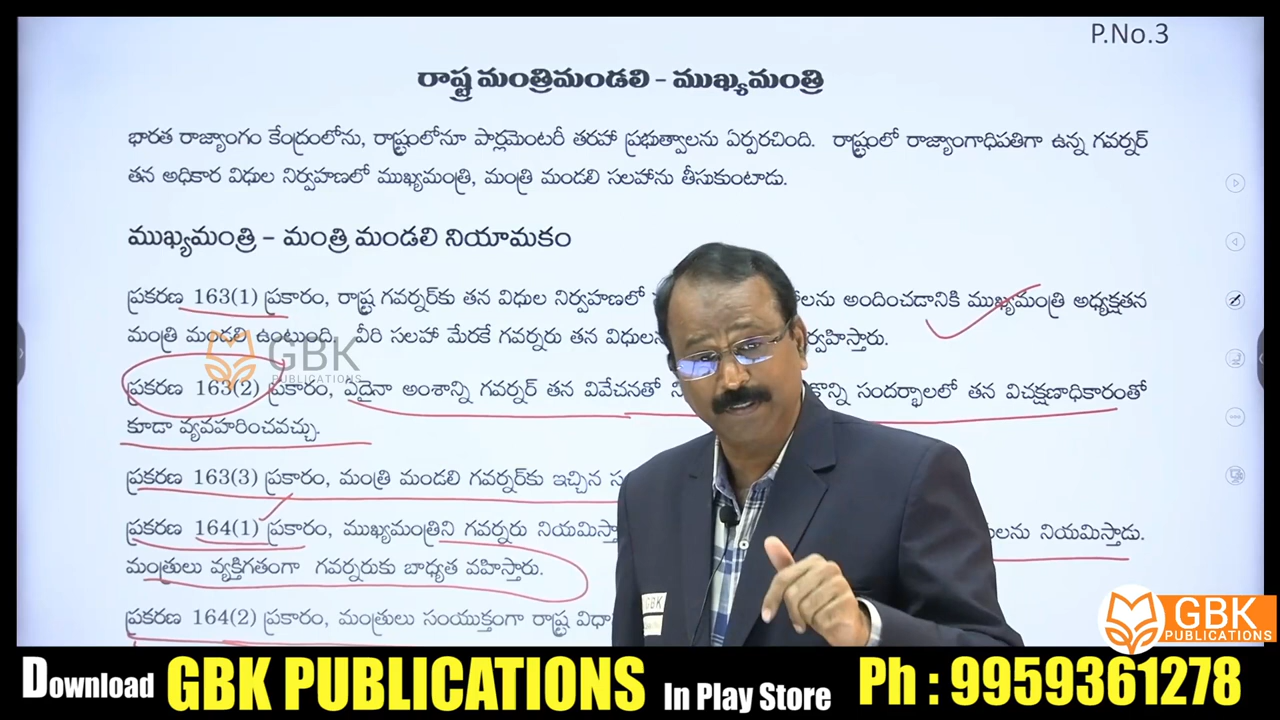 P.No.3
రాష్ట్ర మంత్రిమండలి - ముఖ్యమంత్రి
భారత రాజ్యాంగం కేంద్రంలోను, రాష్ట్రంలోనూ పార్లమెంటరీ తరహా ప్రభుత్వాలను ఏర్పరచింది. రాష్ట్రంలో రాజ్యాంగాధిపతిగా ఉన్న గవర్నర్
తన అధికార విధుల నిర్వహణలో ముఖ్యమంత్రి, మంత్రి మండలి సలహాను తీసుకుంటాడు.
ముఖ్యమంత్రి – మంత్రి మండలి నియామకం
ప్రకరణ 163(1) ప్రకారం, రాష్ట్ర గవర్నర్‌కు తన విధుల నిర్వహణలో అందించడానికి ముఖ్యమంత్రి అధ్యక్షతన
మంత్రి మండలి ఉంటుంది. వీరి సలహా మేరకే గవర్నరు తన
GBK
PUBLICATIONS
ప్రకరణ 163(2) ప్రకారం, ఏదైనా అంశాన్ని గవర్నర్ తన వివేచనతో కొన్ని సందర్భాలలో తన విచక్షణాధికారంతో
కూడా వ్యవహరించవచ్చు.
ప్రకరణ 163(3) ప్రకారం, మంత్రి మండలి గవర్నర్‌కు ఇచ్చిన
ప్రకరణ 164(1) ప్రకారం, ముఖ్యమంత్రిని గవర్నరు నియమిస్తాడు. 
మంత్రులు వ్యక్తిగతంగా గవర్నరుకు బాధ్యత వహిస్తారు.
ప్రకరణ 164(2) ప్రకారం, మంత్రులు సంయుక్తంగా రాష్ట్ర
GBK
GBK
PUBLICATIONS
Download GBK PUBLICATIONS In Play Store Ph : 9959361278